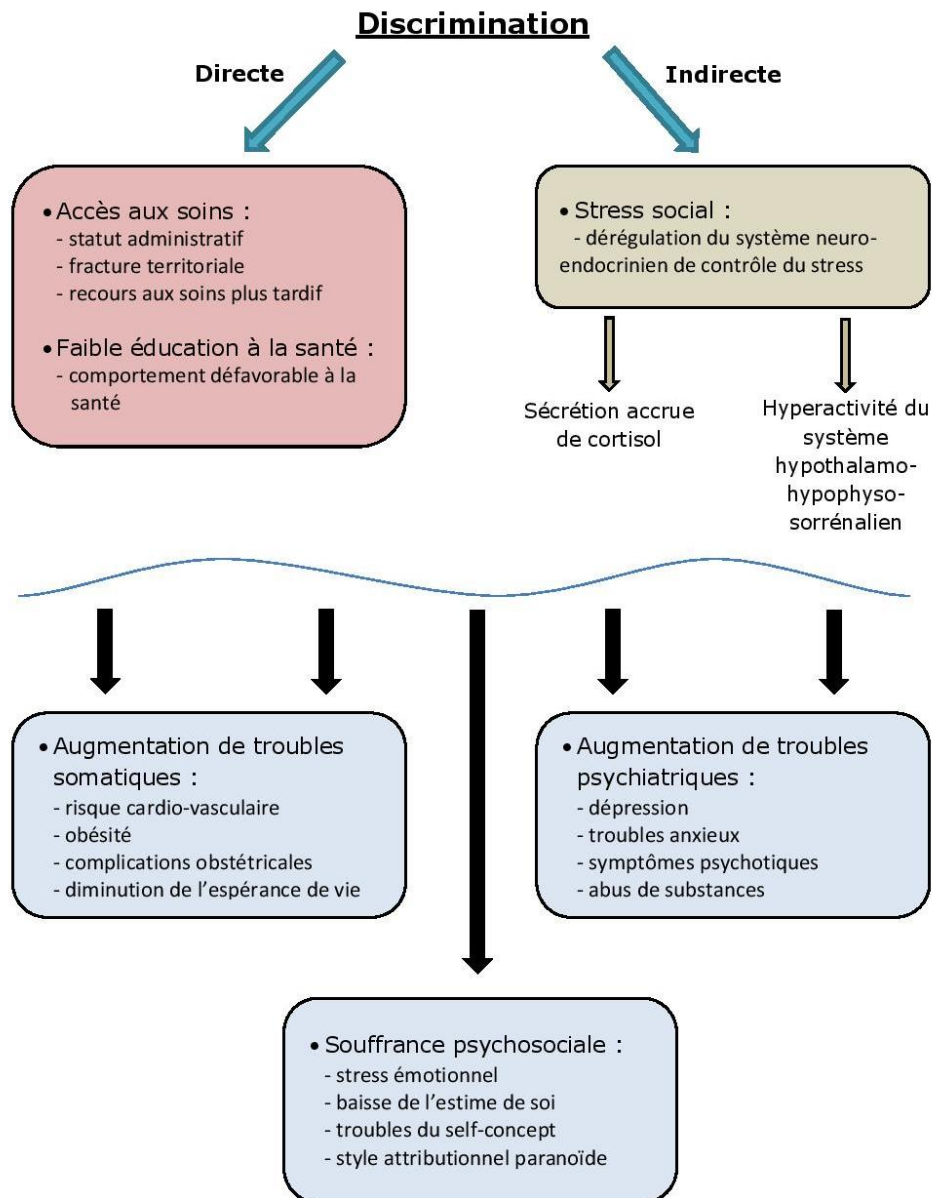 Discrimination
Directe
Indirecte
• Accès aux soins :
- statut administratif
- fracture territoriale
- recours aux soins plus tardif
• Faible éducation à la santé :
- comportement défavorable à la
santé
• Stress social :
- dérégulation du système neuro-
endocrinien de contrôle du stress
Sécrétion accrue
de cortisol
Hyperactivité du
système
hypothalamo-
hypophyso-
sorrénalien
• Augmentation de troubles
somatiques :
- risque cardio-vasculaire
- obésité
- complications obstétricales
- diminution de l’espérance de vie
• Augmentation de troubles
psychiatriques :
- dépression
- troubles anxieux
- symptômes psychotiques
- abus de substances
• Souffrance psychosociale :
- stress émotionnel
- baisse de l’estime de soi
- troubles du self-concept
- style attributionnel paranoïde